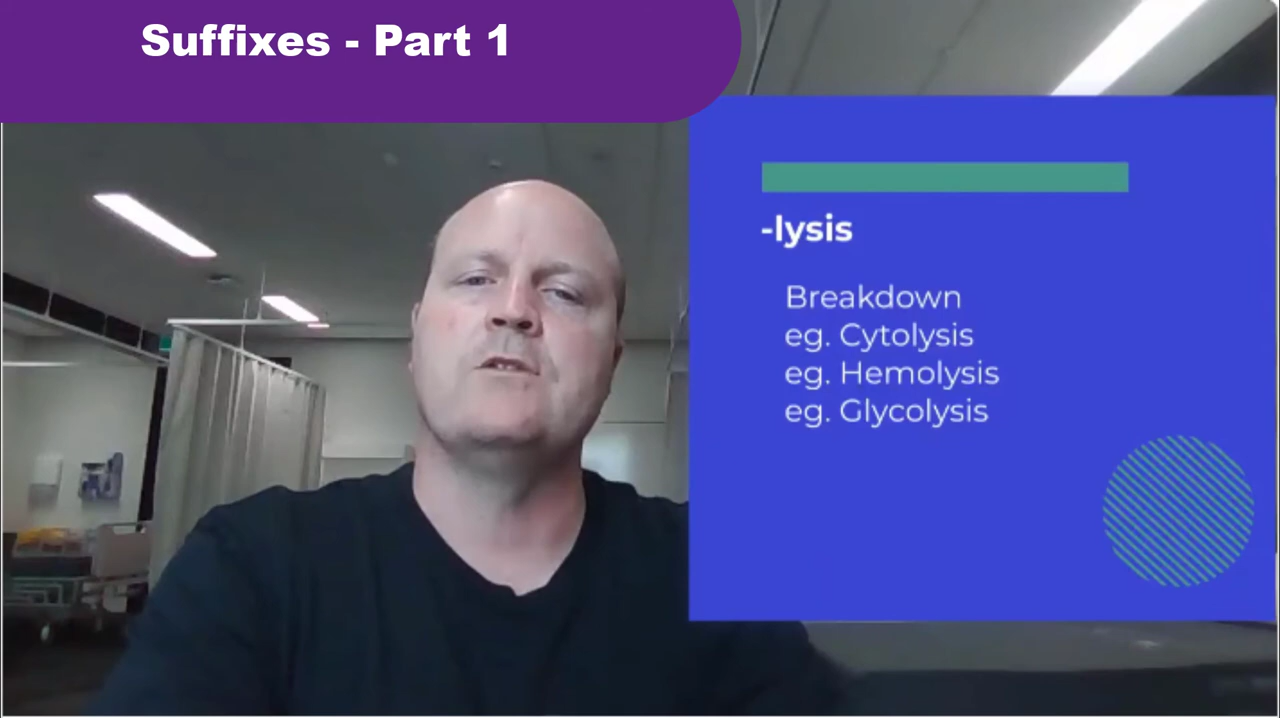 Suffixes - Part 1
-lysis
Breakdown
eg. Cytolysis
eg. Hemolysis
eg. Glycolysis